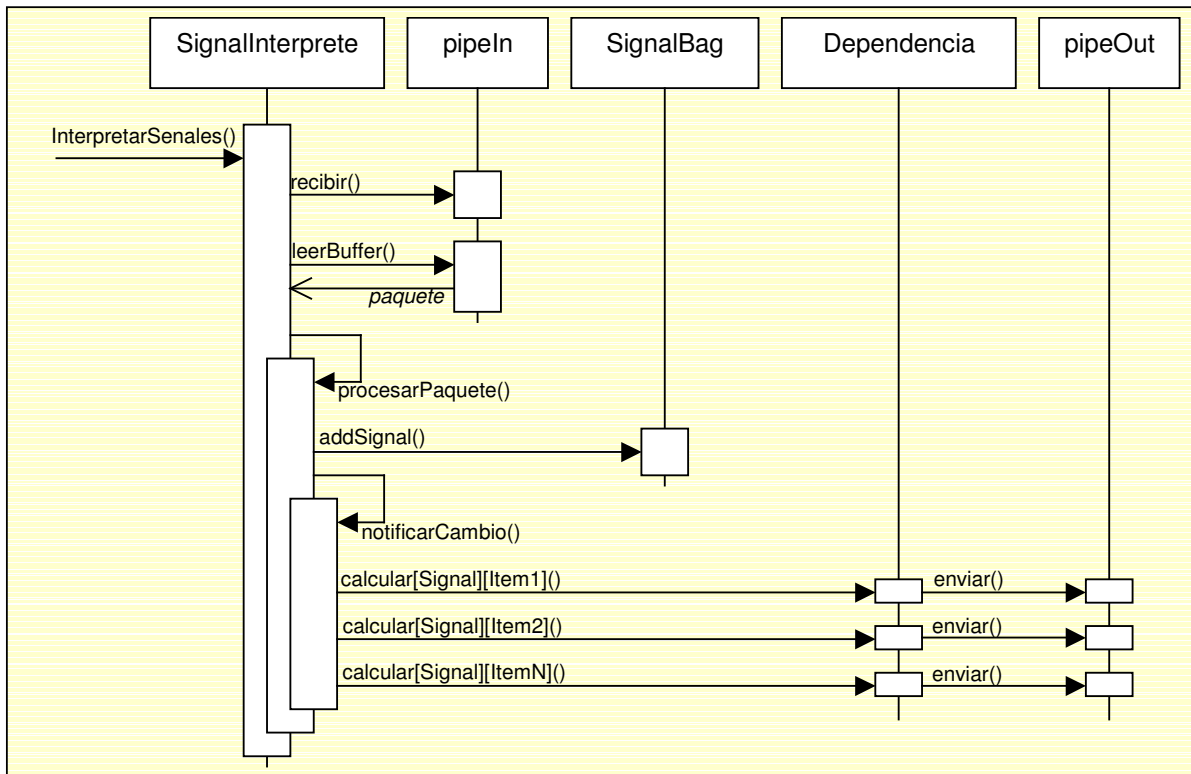 SignalInterprete
pipeIn
SignalBag
Dependencia
pipeOut
InterpretarSenales()
recibir()
leerBuffer()
paquete
procesarPaquete()
addSignal()
notificarCambio()
calcular[Signal][Item1]()
enviar()
calcular[Signal][Item2]()
enviar()
calcular[Signal][ItemN]()
enviar()